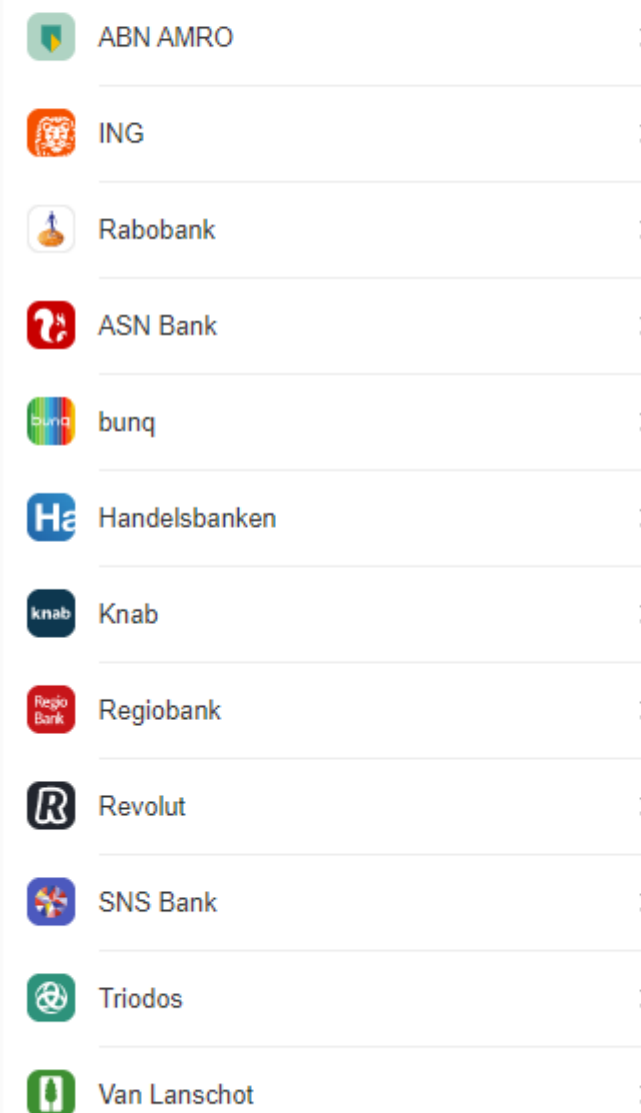 ABN AMRO
ING
Rabobank
ASN Bank
bunq
bunq
Ha
Handelsbanken
knab
Knab
Regio
Bank
Regiobank
R
Revolut
SNS Bank
Triodos
Van Lanschot